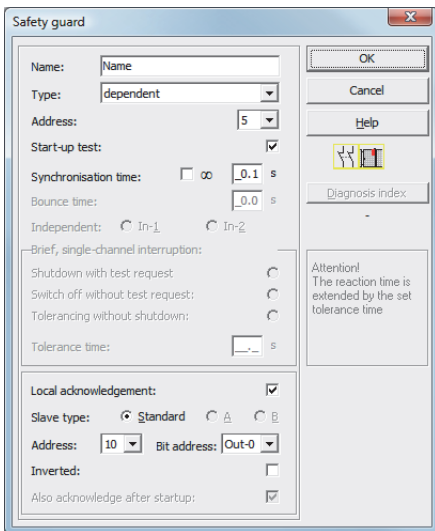 Safety guard
Name: Name
Type: dependent
Address: 5
Start-up test:
Synchronisation time: ∞ _0.1 s
Bounce time: _0.0 s
Independent: In-1 In-2
Brief, single-channel interruption:
Shutdown with test request
Switch off without test request:
Tolerancing without shutdown:
Tolerance time: __._ s
Local acknowledgement:
Slave type: Standard A B
Address: 10 Bit address: Out-0
Inverted:
Also acknowledge after startup:
OK
Cancel
Help
Diagnosis index
-
Attention!
The reaction time is
extended by the set
tolerance time